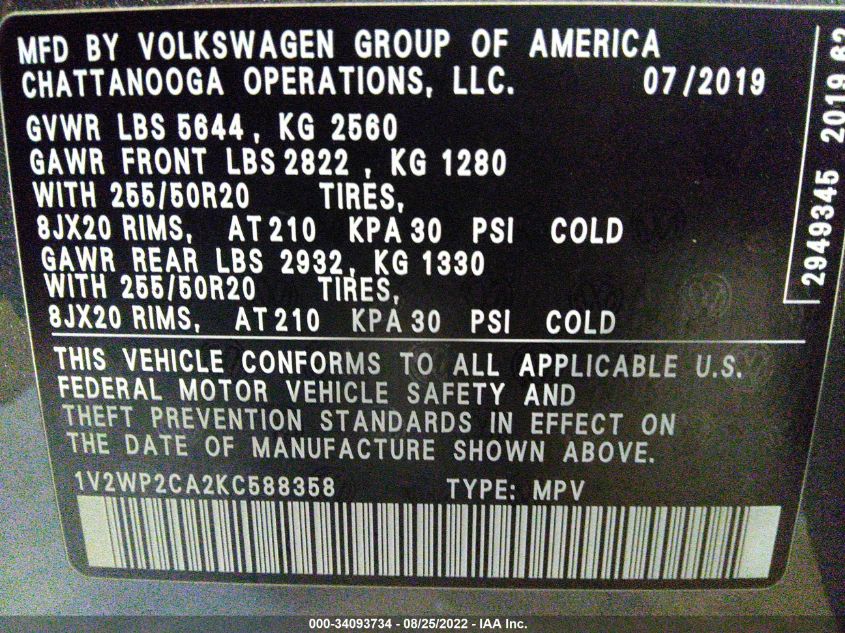 MFD BY VOLKSWAGEN GROUP OF AMERICA
CHATTANOOGA OPERATIONS, LLC. 07/2019
GVWR LBS 5644, KG 2560
GAWR FRONT LBS 2822, KG 1280
WITH 255/50R20 TIRES,
8JX20 RIMS, AT 210 KPA 30 PSI COLD
GAWR REAR LBS 2932, KG 1330
WITH 255/50R20 TIRES,
8JX20 RIMS, AT 210 KPA 30 PSI COLD
THIS VEHICLE CONFORMS TO ALL APPLICABLE U.S.
FEDERAL MOTOR VEHICLE SAFETY AND
THEFT PREVENTION STANDARDS IN EFFECT ON
THE DATE OF MANUFACTURE SHOWN ABOVE.
1V2WP2CA2KC588358 TYPE: MPV
2949345 2019
000-34093734 - 08/25/2022 - IAA Inc.